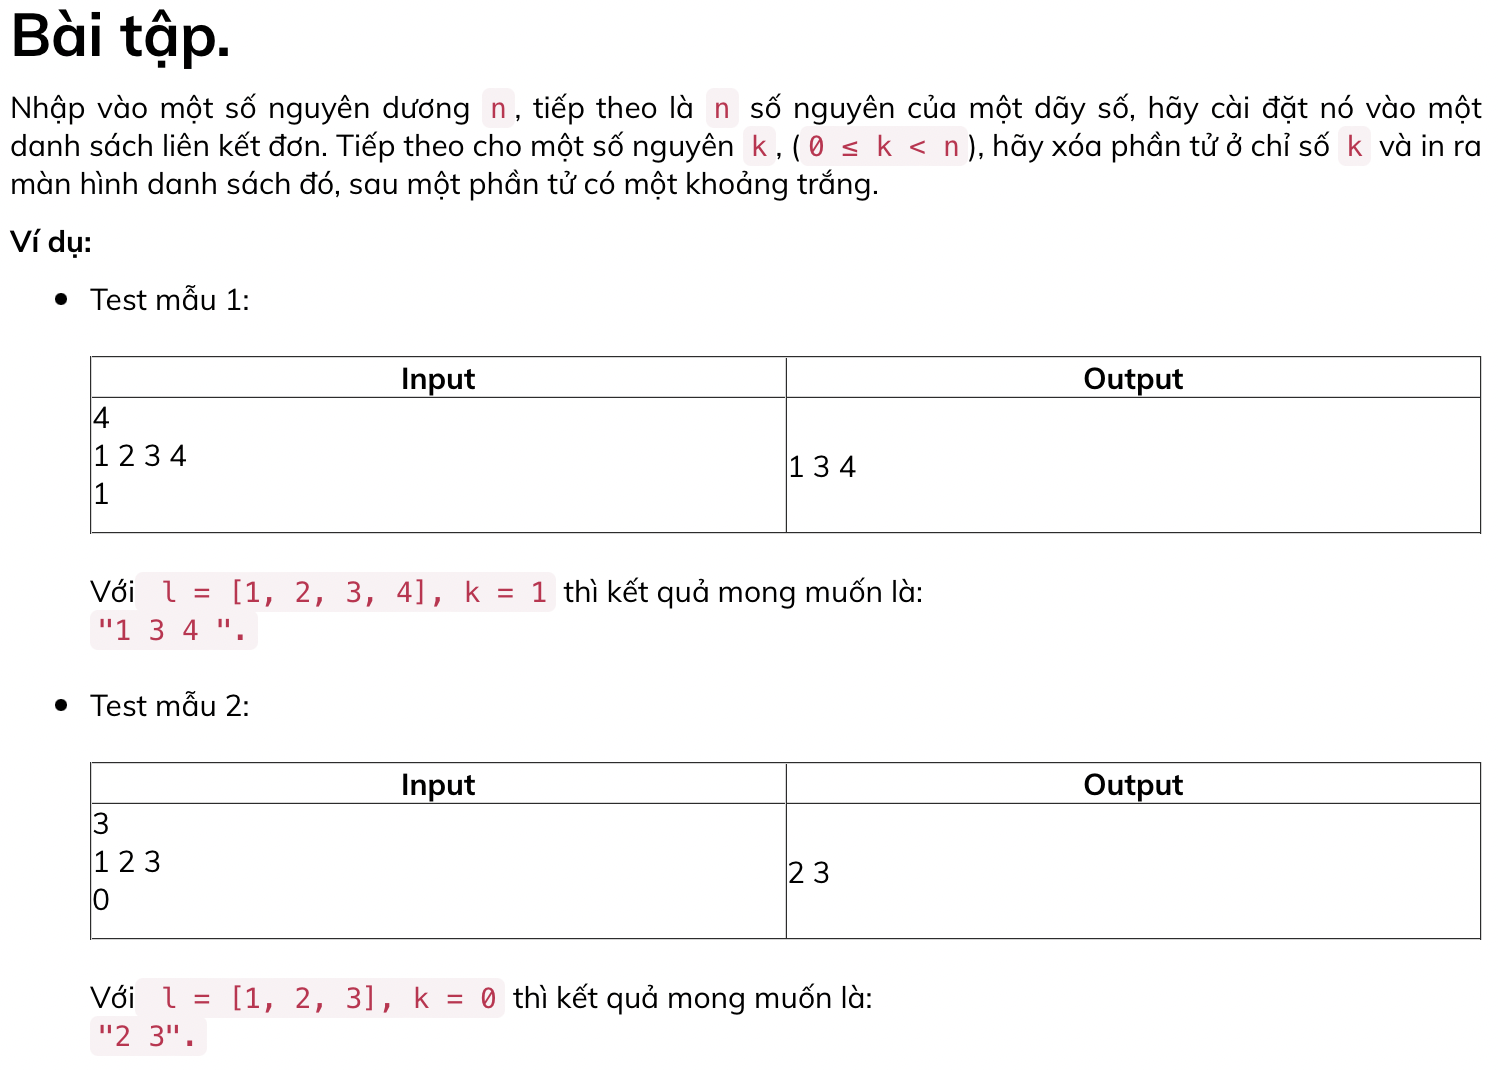 Bài tập.
Nhập vào một số nguyên dương n, tiếp theo là n số nguyên của một dãy số, hãy cài đặt nó vào một
danh sách liên kết đơn. Tiếp theo cho một số nguyên k, (0 ≤ k < n), hãy xóa phần tử ở chỉ số k và in ra
màn hình danh sách đó, sau một phần tử có một khoảng trắng.
Ví dụ:
Test mẫu 1:
Input Output
4
1 2 3 4
1 3 4
1
Với l = [1, 2, 3, 4], k = 1 thì kết quả mong muốn là:
"1 3 4 ".
Test mẫu 2:
Input Output
3
1 2 3
2 3
0
Với l = [1, 2, 3], k = 0 thì kết quả mong muốn là:
"2 3".